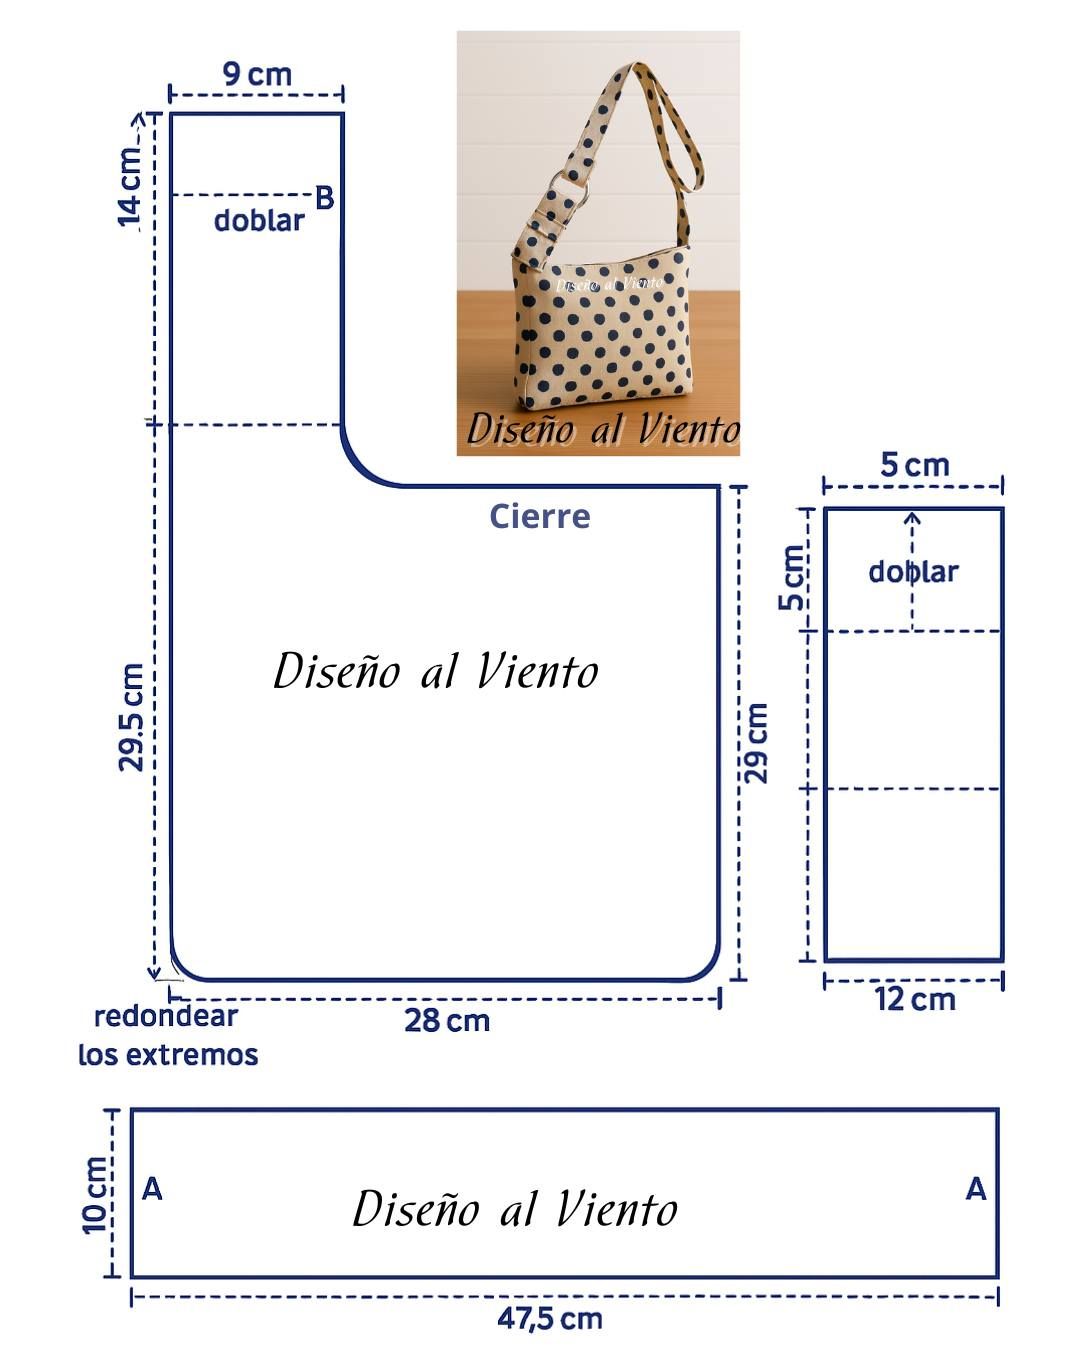 9 cm
14 cm
B
doblar
Diseño al Viento
Diseño al Viento
5 cm
Cierre
5 cm
doblar
Diseño al Viento
29.5 cm
29 cm
12 cm
redondear
los extremos
28 cm
10 cm
A
Diseño al Viento
A
47,5 cm